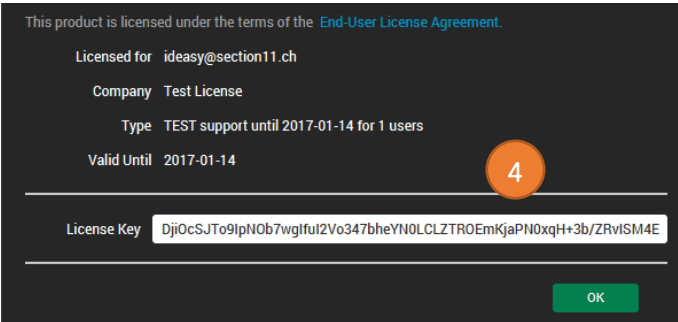 This product is licensed under the terms of the End-User License Agreement.
Licensed for ideasy@section11.ch
Company Test License
Type TEST support until 2017-01-14 for 1 users
Valid Until 2017-01-14
4
License Key DjiOcSJTo9IpNOb7wgIfuI2Vo347bheYN0LCLZTROEmKjaPN0xqH+3b/ZRvISM4E
OK